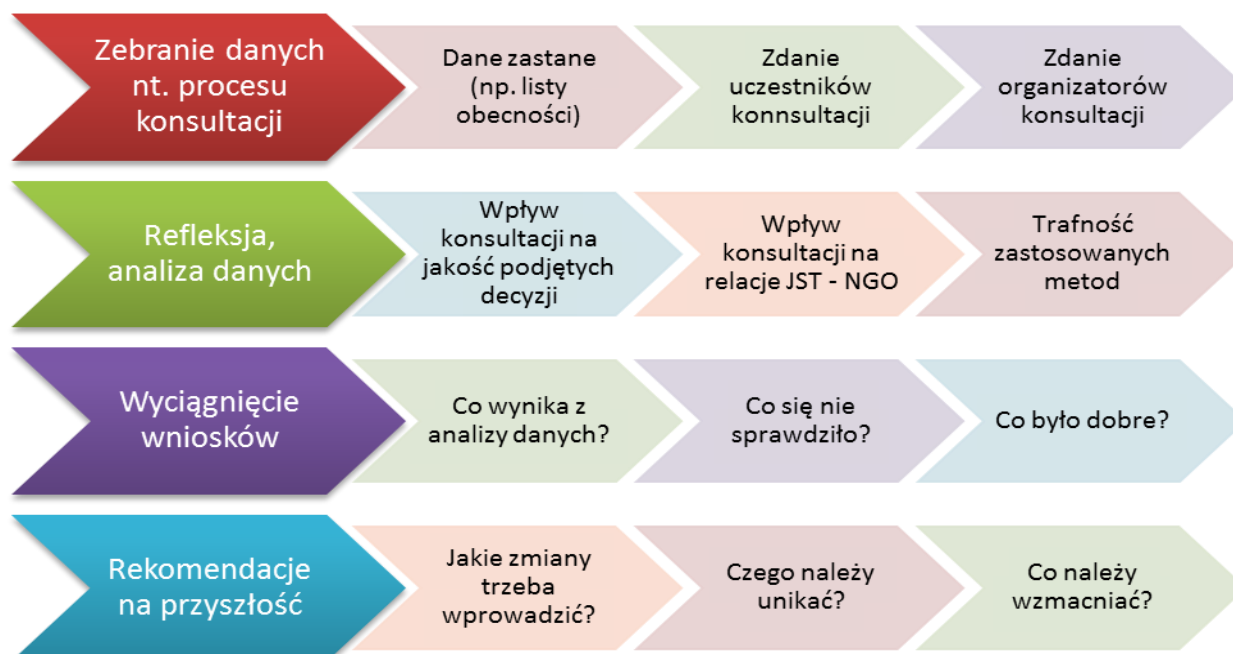 Zebranie danych
nt. procesu
konsultacji
Dane zastane
(np. listy
obecności)
Zdanie
uczestników
konnsultacji
Zdanie
organizatorów
konsultacji
Refleksja,
analiza danych
Wpływ
konsultacji na
jakość podjętych
decyzji
Wpływ
konsultacji na
relacje JST - NGO
Trafność
zastosowanych
metod
Wyciągnięcie
wniosków
Co wynika z
analizy danych?
Co się nie
sprawdziło?
Co było dobre?
Rekomendacje
na przyszłość
Jakie zmiany
trzeba
wprowadzić?
Czego należy
unikać?
Co należy
wzmacniać?